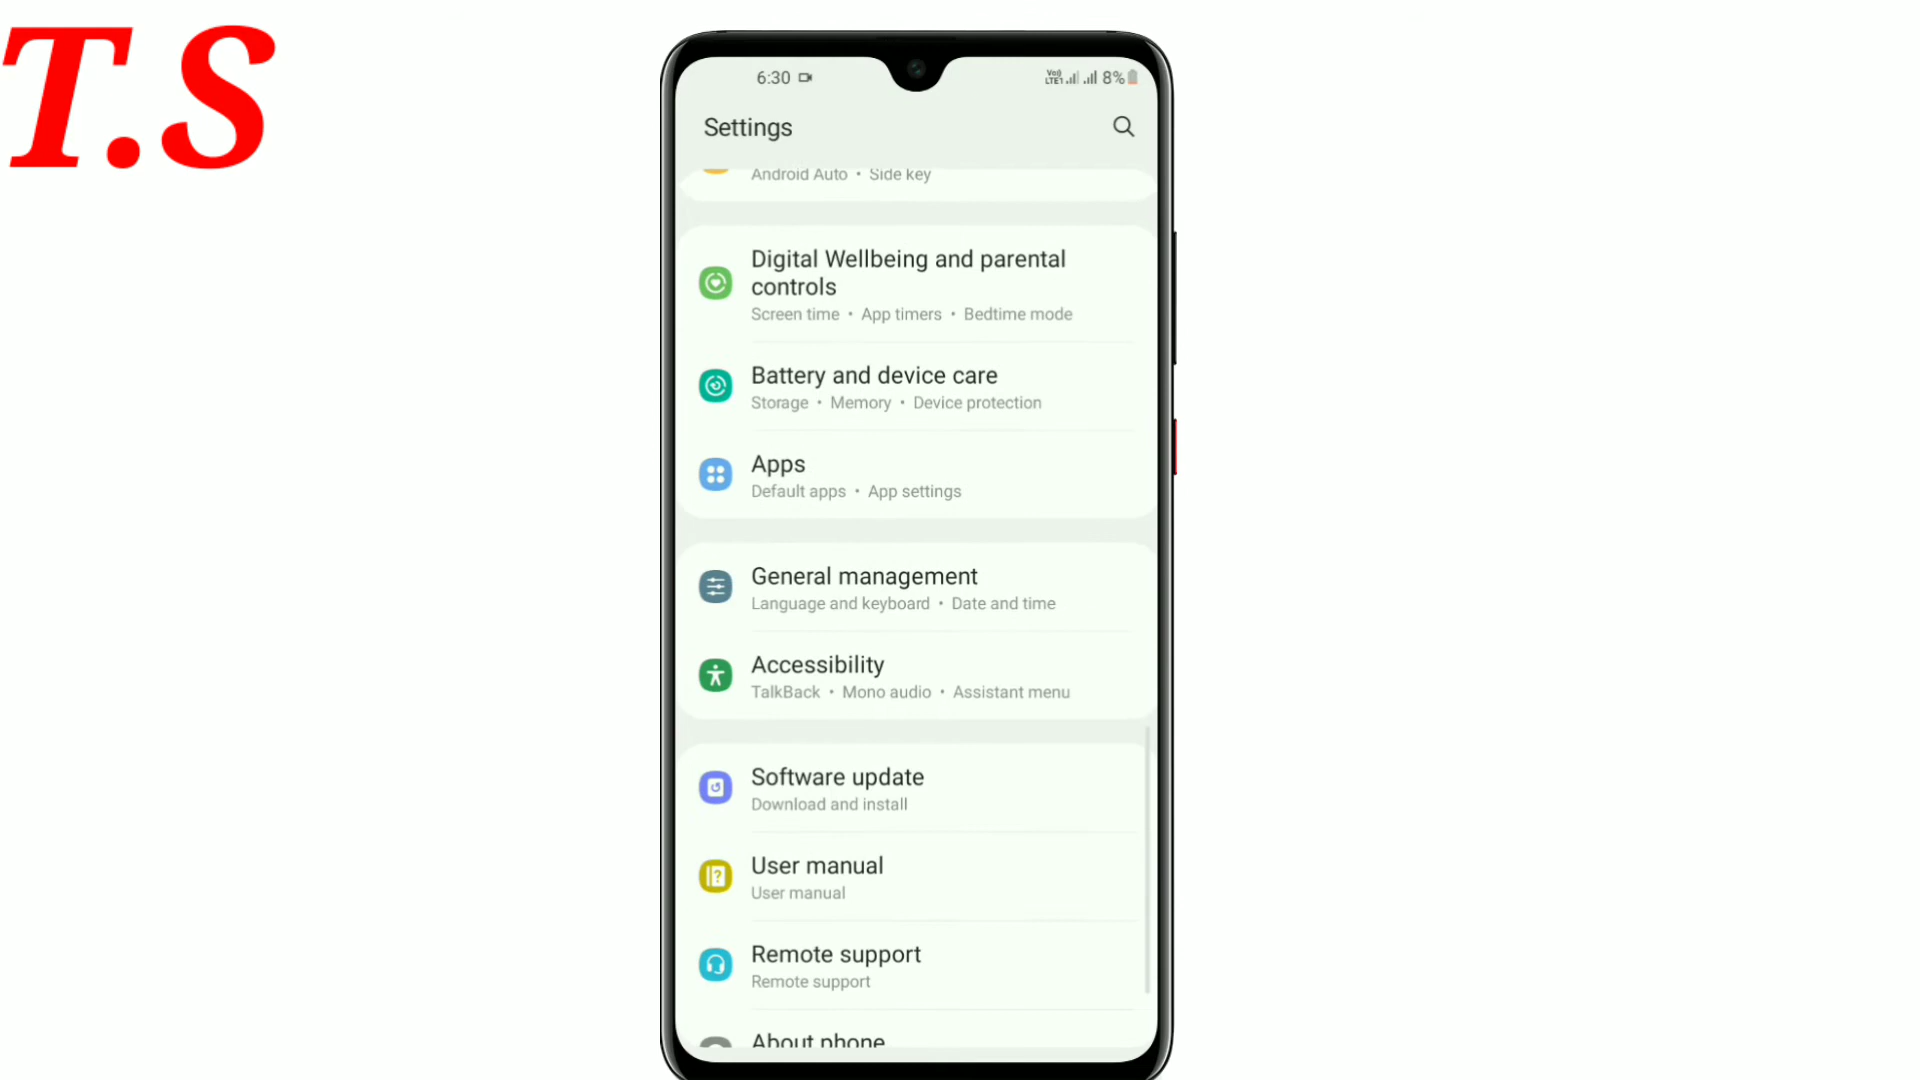 T.S
6:30
Vo)) LTE1 8%
Settings
Android Auto • Side key
Digital Wellbeing and parental
controls
Screen time • App timers • Bedtime mode
Battery and device care
Storage • Memory • Device protection
Apps
Default apps • App settings
General management
Language and keyboard • Date and time
Accessibility
TalkBack • Mono audio • Assistant menu
Software update
Download and install
User manual
User manual
Remote support
Remote support
About phone